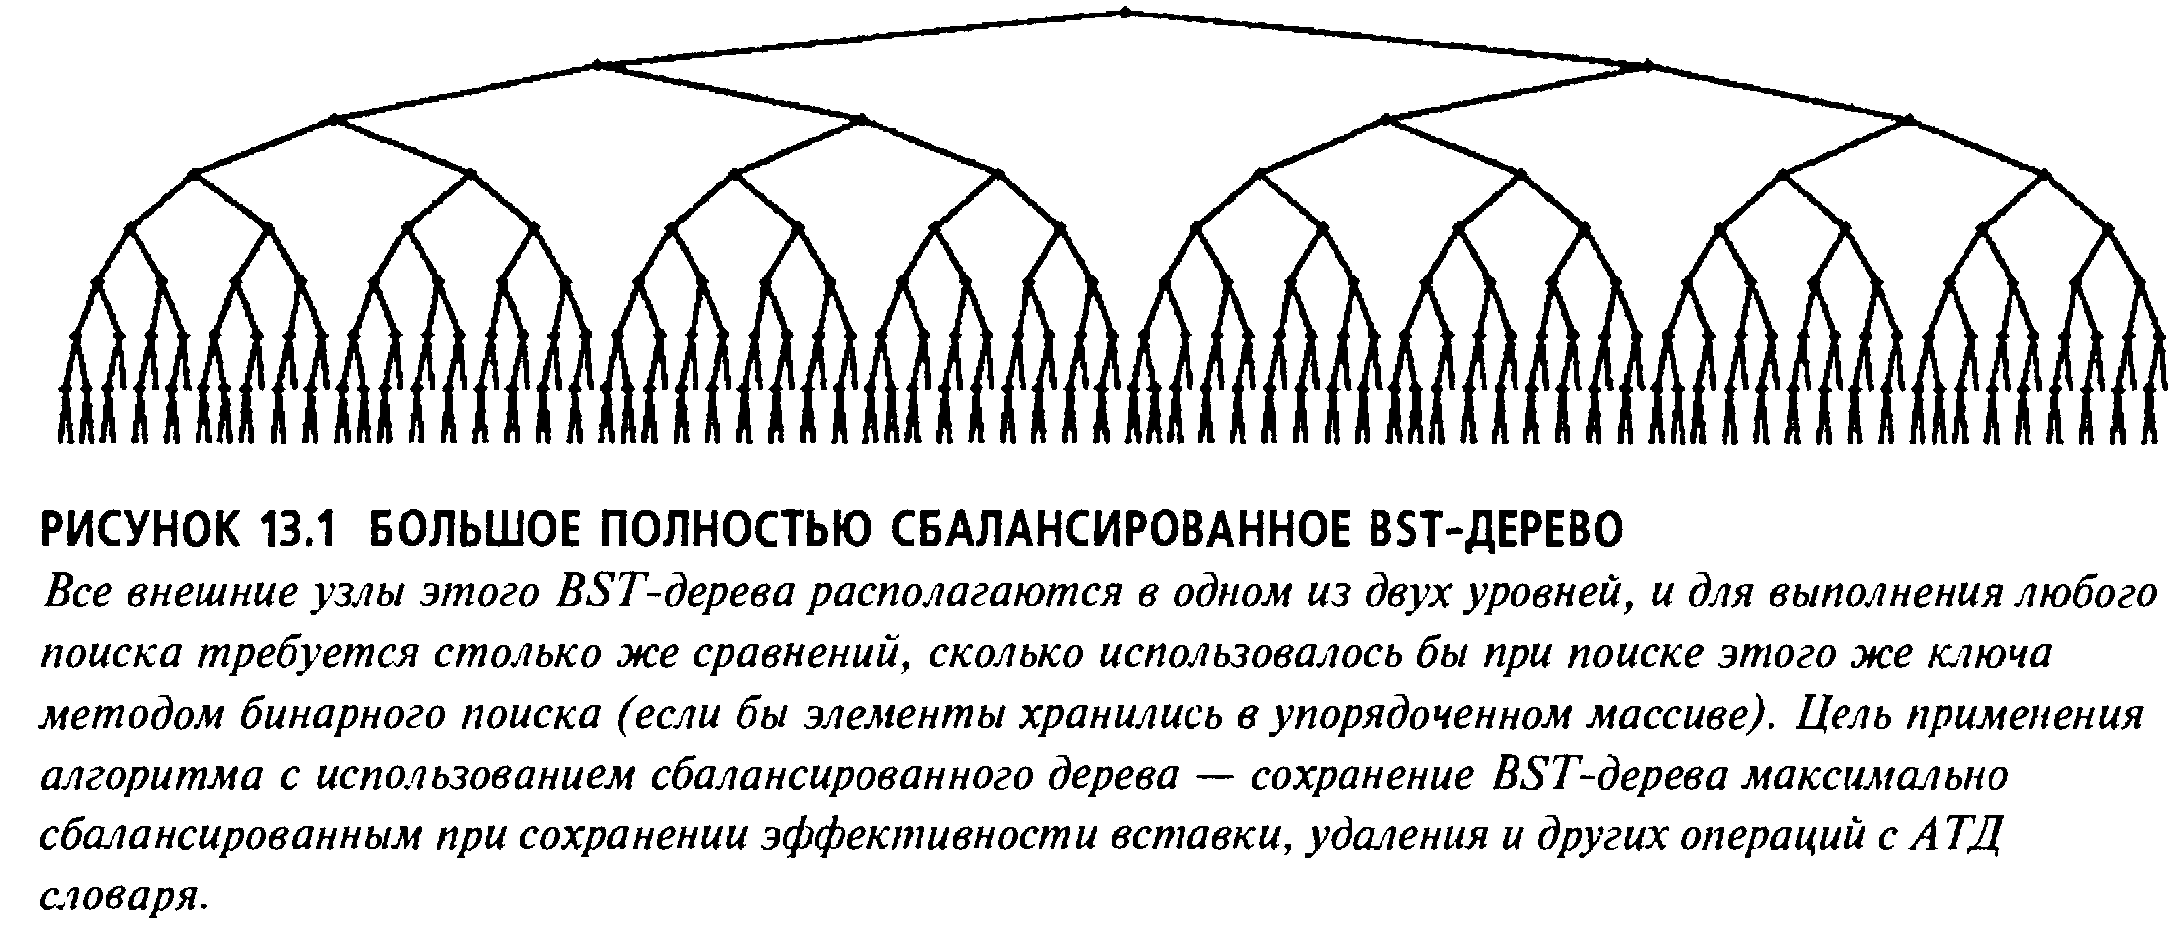 РИСУНОК 13.1 БОЛЬШОЕ ПОЛНОСТЬЮ СБАЛАНСИРОВАННОЕ BST-ДЕРЕВО
Все внешние узлы этого BST-дерева располагаются в одном из двух уровней, и для выполнения любого
поиска требуется столько же сравнений, сколько использовалось бы при поиске этого же ключа
методом бинарного поиска (если бы элементы хранились в упорядоченном массиве). Цель применения
алгоритма с использованием сбалансированного дерева — сохранение BST-дерева максимально
сбалансированным при сохранении эффективности вставки, удаления и других операций с АТД
словаря.